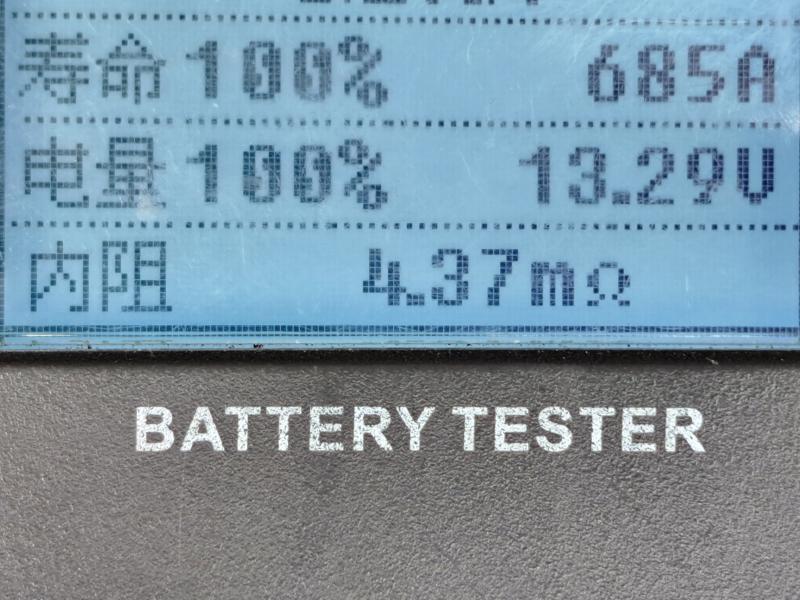 寿命 100% 685A
电量 100% 13.29V
内阻 4.37mΩ
BATTERY TESTER